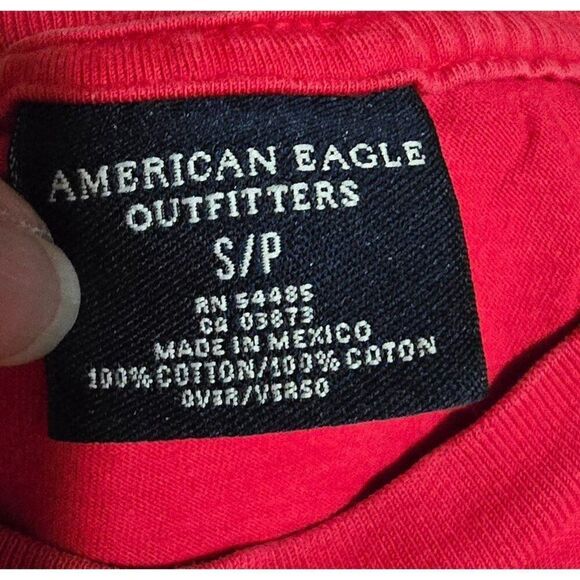 AMERICAN EAGLE
OUTFITTERS
S/P
RN 54485
CA 03873
MADE IN MEXICO
100% COTTON/100% COTON
OVER/VERSO